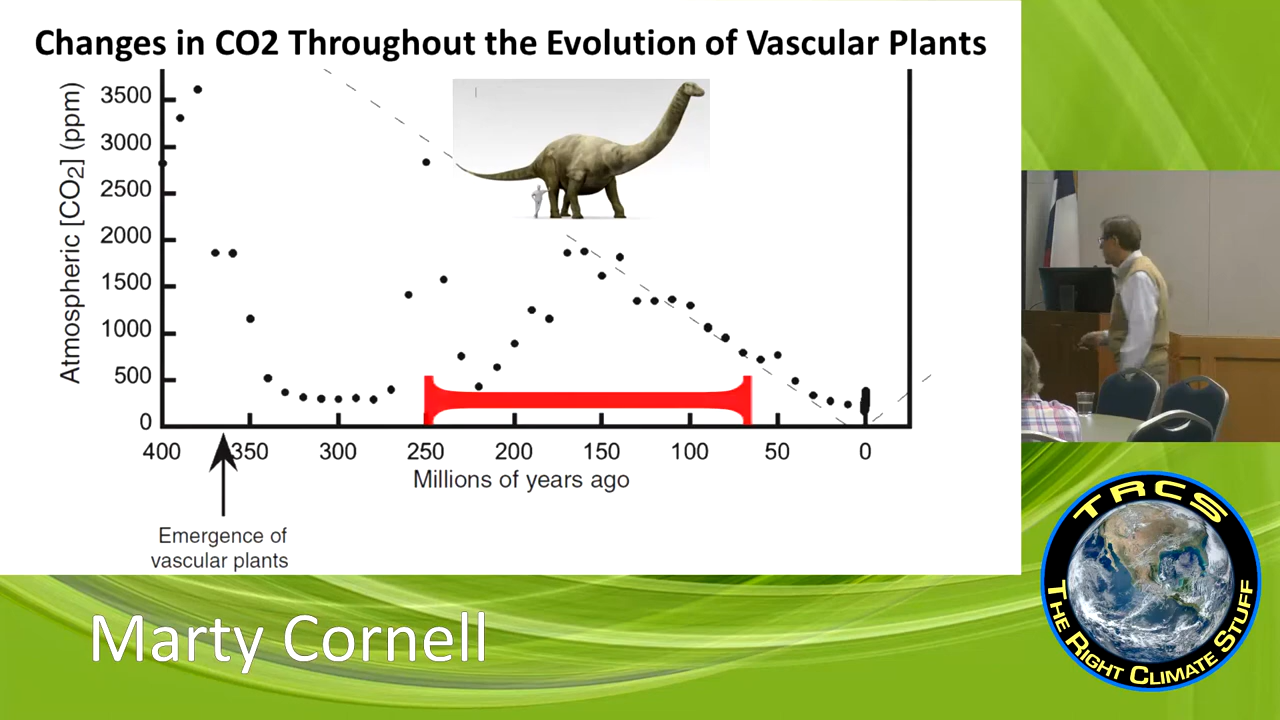 Changes in CO2 Throughout the Evolution of Vascular Plants
Atmospheric [CO2] (ppm)
3500
3000
2500
2000
1500
1000
500
0
400 350 300 250 200 150 100 50 0
Millions of years ago
Emergence of
vascular plants
Marty Cornell
TRCS
THE RIGHT CLIMATE STUFF